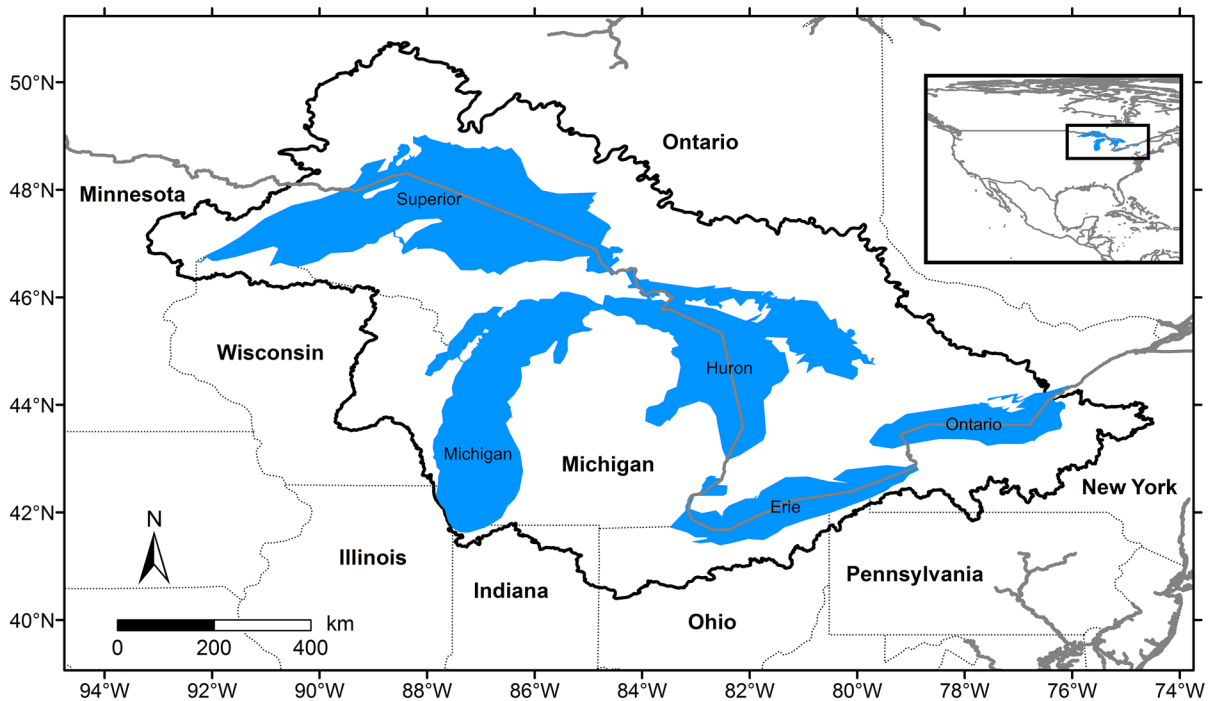 50°N
48°N
46°N
44°N
42°N
40°N
Ontario
Minnesota
Superior
Wisconsin
Huron
Ontario
Michigan
Michigan
New York
Erie
N
Illinois
Indiana
Pennsylvania
Ohio
km
0 200 400
94°W 92°W 90°W 88°W 86°W 84°W 82°W 80°W 78°W 76°W 74°W